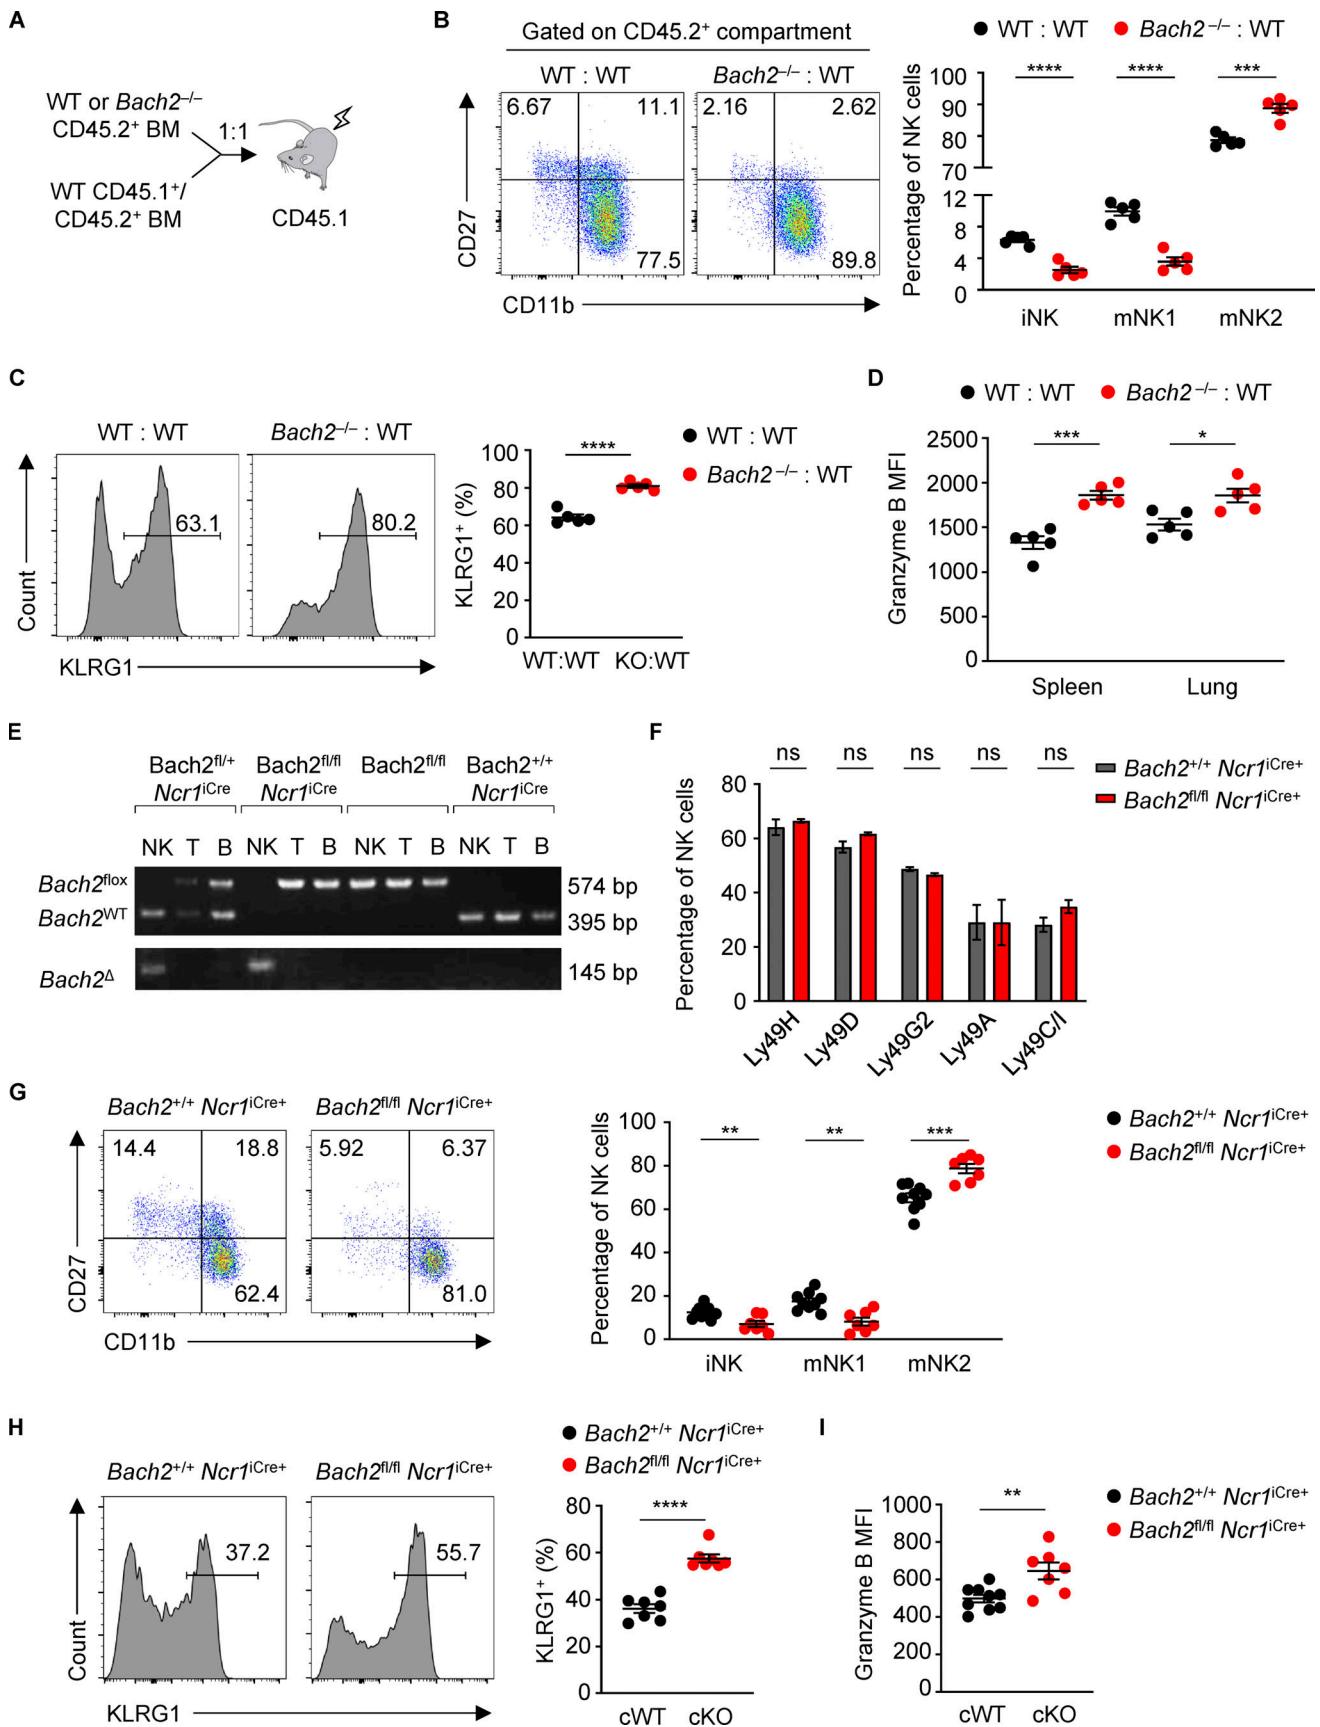 A
WT or Bach2–/–
CD45.2+ BM
1:1
WT CD45.1+/
CD45.2+ BM
CD45.1
B
Gated on CD45.2+ compartment
WT : WT
Bach2–/– : WT
6.67
11.1
77.5
2.16
2.62
89.8
CD27
CD11b
WT : WT
Bach2–/– : WT
Percentage of NK cells
100
90
80
70
12
8
4
0
****
****
***
iNK
mNK1
mNK2
C
WT : WT
Bach2–/– : WT
63.1
80.2
Count
KLRG1
KLRG1+ (%)
100
80
60
40
20
0
****
WT:WT
KO:WT
WT : WT
Bach2–/– : WT
D
WT : WT
Bach2–/– : WT
Granzyme B MFI
2500
2000
1500
1000
500
0
***
*
Spleen
Lung
E
Bach2fl/+
Ncr1iCre
Bach2fl/fl
Ncr1iCre
Bach2fl/fl
Bach2+/+
Ncr1iCre
NK T B NK T B NK T B NK T B
Bach2flox
574 bp
Bach2WT
395 bp
Bach2Δ
145 bp
F
Percentage of NK cells
80
60
40
20
0
ns
ns
ns
ns
ns
Ly49H
Ly49D
Ly49G2
Ly49A
Ly49C/I
Bach2+/+ Ncr1iCre+
Bach2fl/fl Ncr1iCre+
G
Bach2+/+ Ncr1iCre+
Bach2fl/fl Ncr1iCre+
14.4
18.8
62.4
5.92
6.37
81.0
CD27
CD11b
Percentage of NK cells
100
80
60
40
20
0
**
**
***
iNK
mNK1
mNK2
Bach2+/+ Ncr1iCre+
Bach2fl/fl Ncr1iCre+
H
Bach2+/+ Ncr1iCre+
Bach2fl/fl Ncr1iCre+
37.2
55.7
Count
KLRG1
Bach2+/+ Ncr1iCre+
Bach2fl/fl Ncr1iCre+
KLRG1+ (%)
80
60
40
20
0
****
cWT
cKO
I
Granzyme B MFI
1000
800
600
400
200
0
**
cWT
cKO
Bach2+/+ Ncr1iCre+
Bach2fl/fl Ncr1iCre+